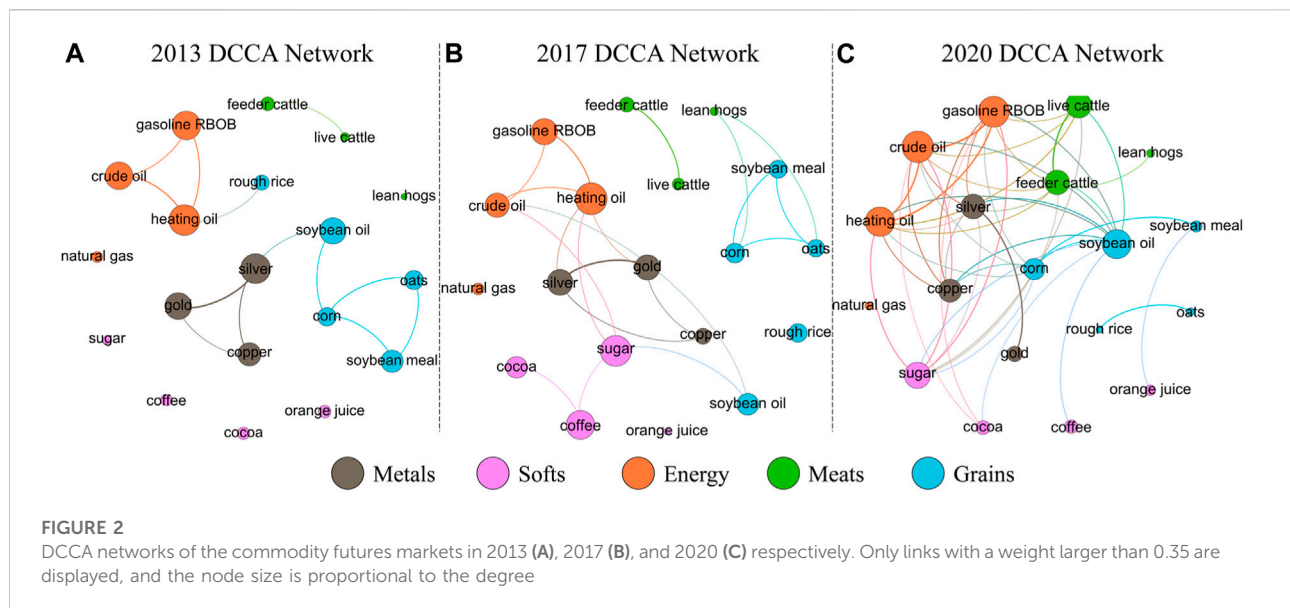 A
2013 DCCA Network
feeder cattle
gasoline RBOB
live cattle
crude oil
rough rice
lean hogs
heating oil
soybean oil
natural gas
silver
oats
gold
corn
sugar
copper
soybean meal
coffee
orange juice
cocoa
B
2017 DCCA Network
feeder cattle
lean hogs
gasoline RBOB
soybean meal
live cattle
heating oil
crude oil
corn
oats
gold
silver
natural gas
copper
rough rice
sugar
cocoa
soybean oil
coffee
orange juice
C
2020 DCCA Network
live cattle
gasoline RBOB
crude oil
lean hogs
feeder cattle
silver
heating oil
soybean meal
soybean oil
corn
copper
natural gas
oats
rough rice
gold
sugar
orange juice
cocoa
coffee
Metals
Softs
Energy
Meats
Grains
FIGURE 2
DCCA networks of the commodity futures markets in 2013 (A), 2017 (B), and 2020 (C) respectively. Only links with a weight larger than 0.35 are
displayed, and the node size is proportional to the degree